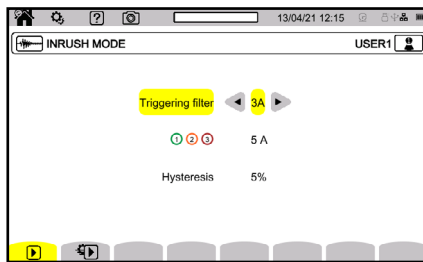 ? 13/04/21 12:15
INRUSH MODE USER1
Triggering filter 3A
1 2 3 5 A
Hysteresis 5%